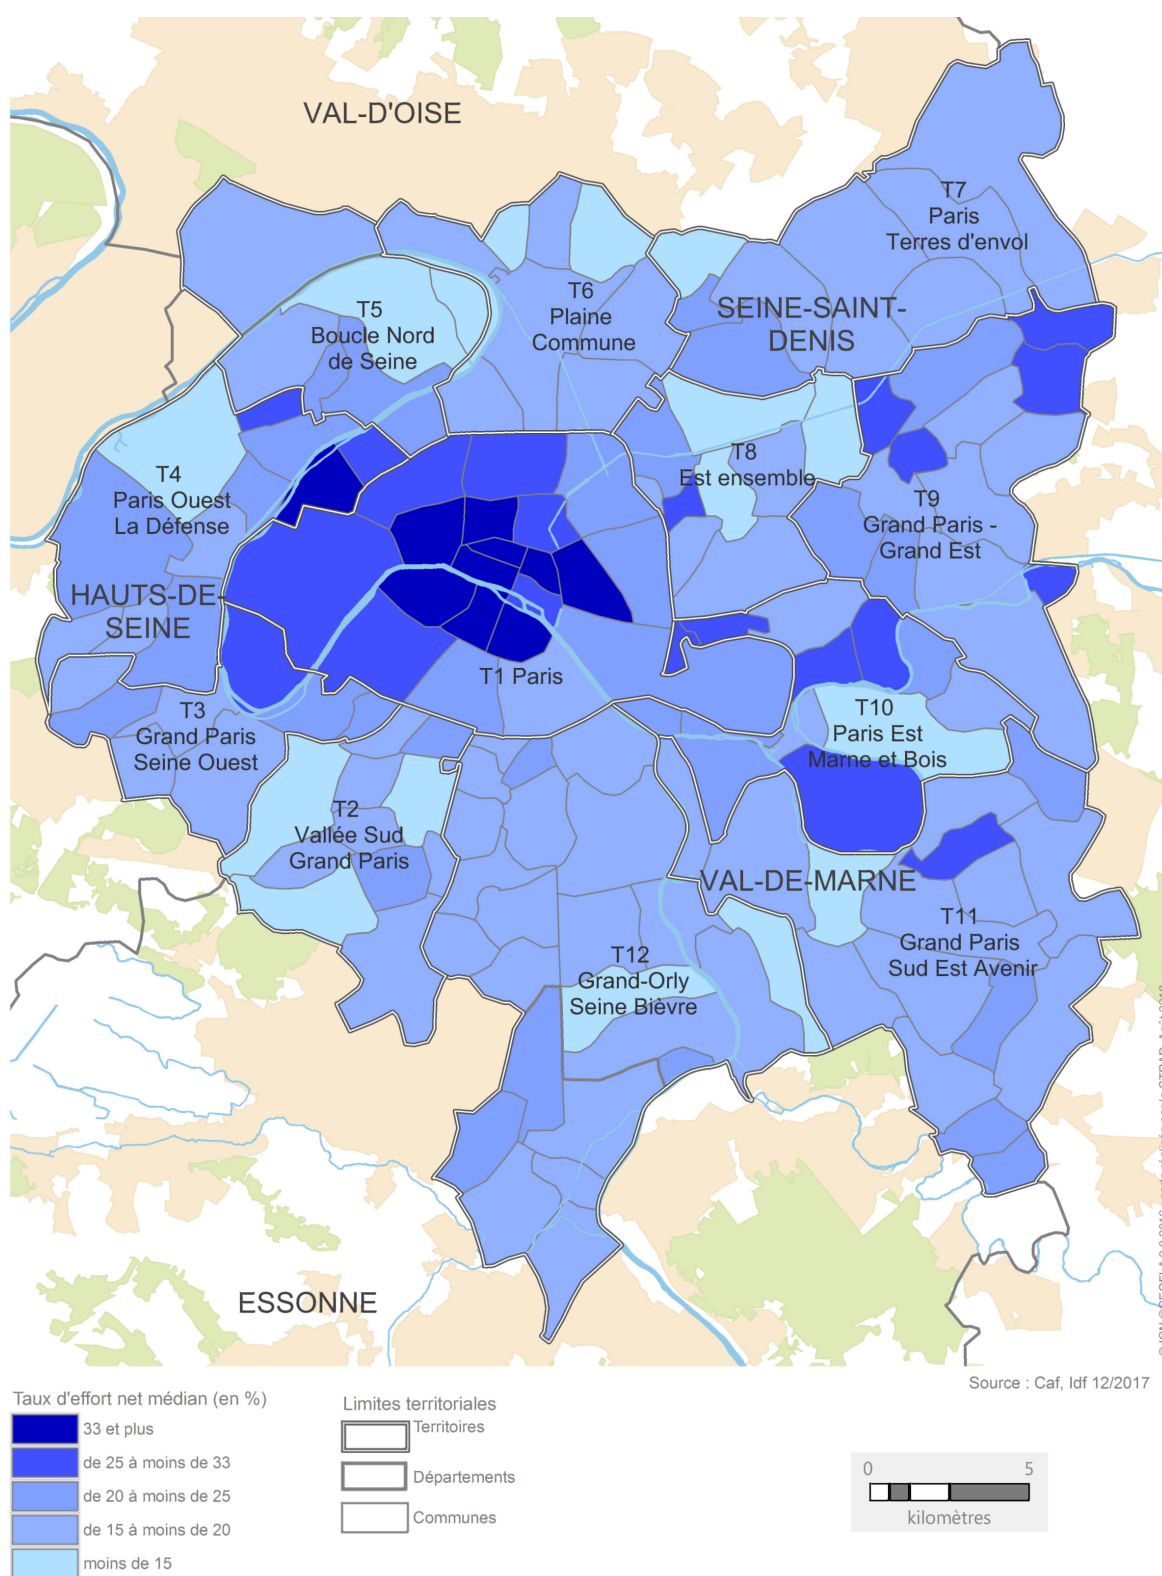 VAL-D'OISE
T7
Paris
Terres d'envol
T6
Plaine
Commune
T5
Boucle Nord
de Seine
SEINE-SAINT-
DENIS
T8
Est ensemble
T4
Paris Ouest
La Défense
T9
Grand Paris -
Grand Est
HAUTS-DE-
SEINE
T1 Paris
T3
Grand Paris
Seine Ouest
T10
Paris Est
Marne et Bois
T2
Vallée Sud
Grand Paris
VAL-DE-MARNE
T11
Grand Paris
Sud Est Avenir
T12
Grand-Orly
Seine Bièvre
ESSONNE
Source : Caf, Idf 12/2017
Taux d'effort net médian (en %)
33 et plus
de 25 à moins de 33
de 20 à moins de 25
de 15 à moins de 20
moins de 15
Limites territoriales
Territoires
Départements
Communes
0 5
kilomètres